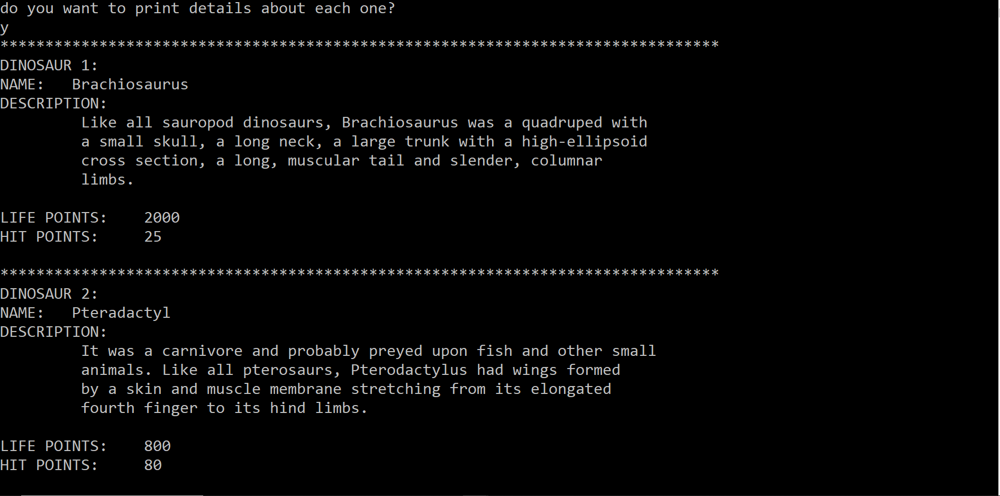 do you want to print details about each one?
y
********************************************************************************
DINOSAUR 1:
NAME:   Brachiosaurus
DESCRIPTION:
         Like all sauropod dinosaurs, Brachiosaurus was a quadruped with
         a small skull, a long neck, a large trunk with a high-ellipsoid
         cross section, a long, muscular tail and slender, columnar
         limbs.

LIFE POINTS:    2000
HIT POINTS:     25

********************************************************************************
DINOSAUR 2:
NAME:   Pteradactyl
DESCRIPTION:
         It was a carnivore and probably preyed upon fish and other small
         animals. Like all pterosaurs, Pterodactylus had wings formed
         by a skin and muscle membrane stretching from its elongated
         fourth finger to its hind limbs.

LIFE POINTS:    800
HIT POINTS:     80